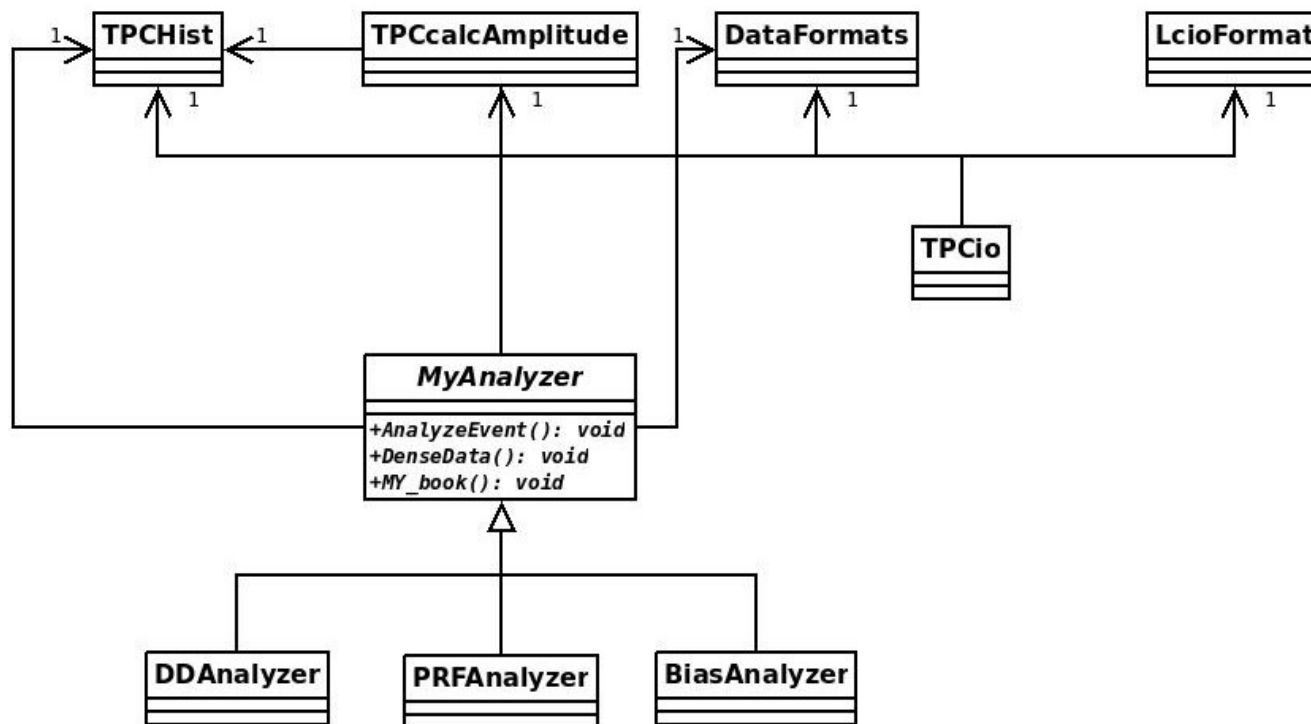 TPCHist
TPCcalcAmplitude
DataFormats
LcioFormat
1
1
1
1
1
1
1
TPCio
MyAnalyzer
+AnalyzeEvent(): void
+DenseData(): void
+MY_book(): void
DDAnalyzer
PRFAnalyzer
BiasAnalyzer